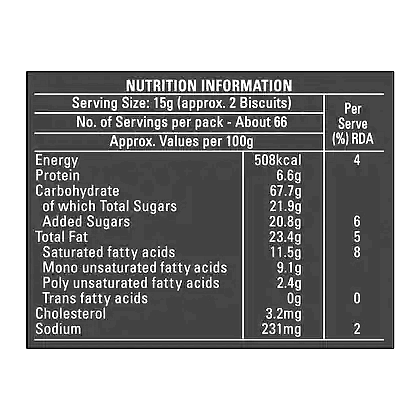 NUTRITION INFORMATION
Serving Size: 15g (approx. 2 Biscuits)
No. of Servings per pack - About 66
Approx. Values per 100g
Per
Serve
(%) RDA
Energy 508kcal 4
Protein 6.6g
Carbohydrate 67.7g
of which Total Sugars 21.9g
Added Sugars 20.8g 6
Total Fat 23.4g 5
Saturated fatty acids 11.5g 8
Mono unsaturated fatty acids 9.1g
Poly unsaturated fatty acids 2.4g
Trans fatty acids 0g 0
Cholesterol 3.2mg
Sodium 231mg 2